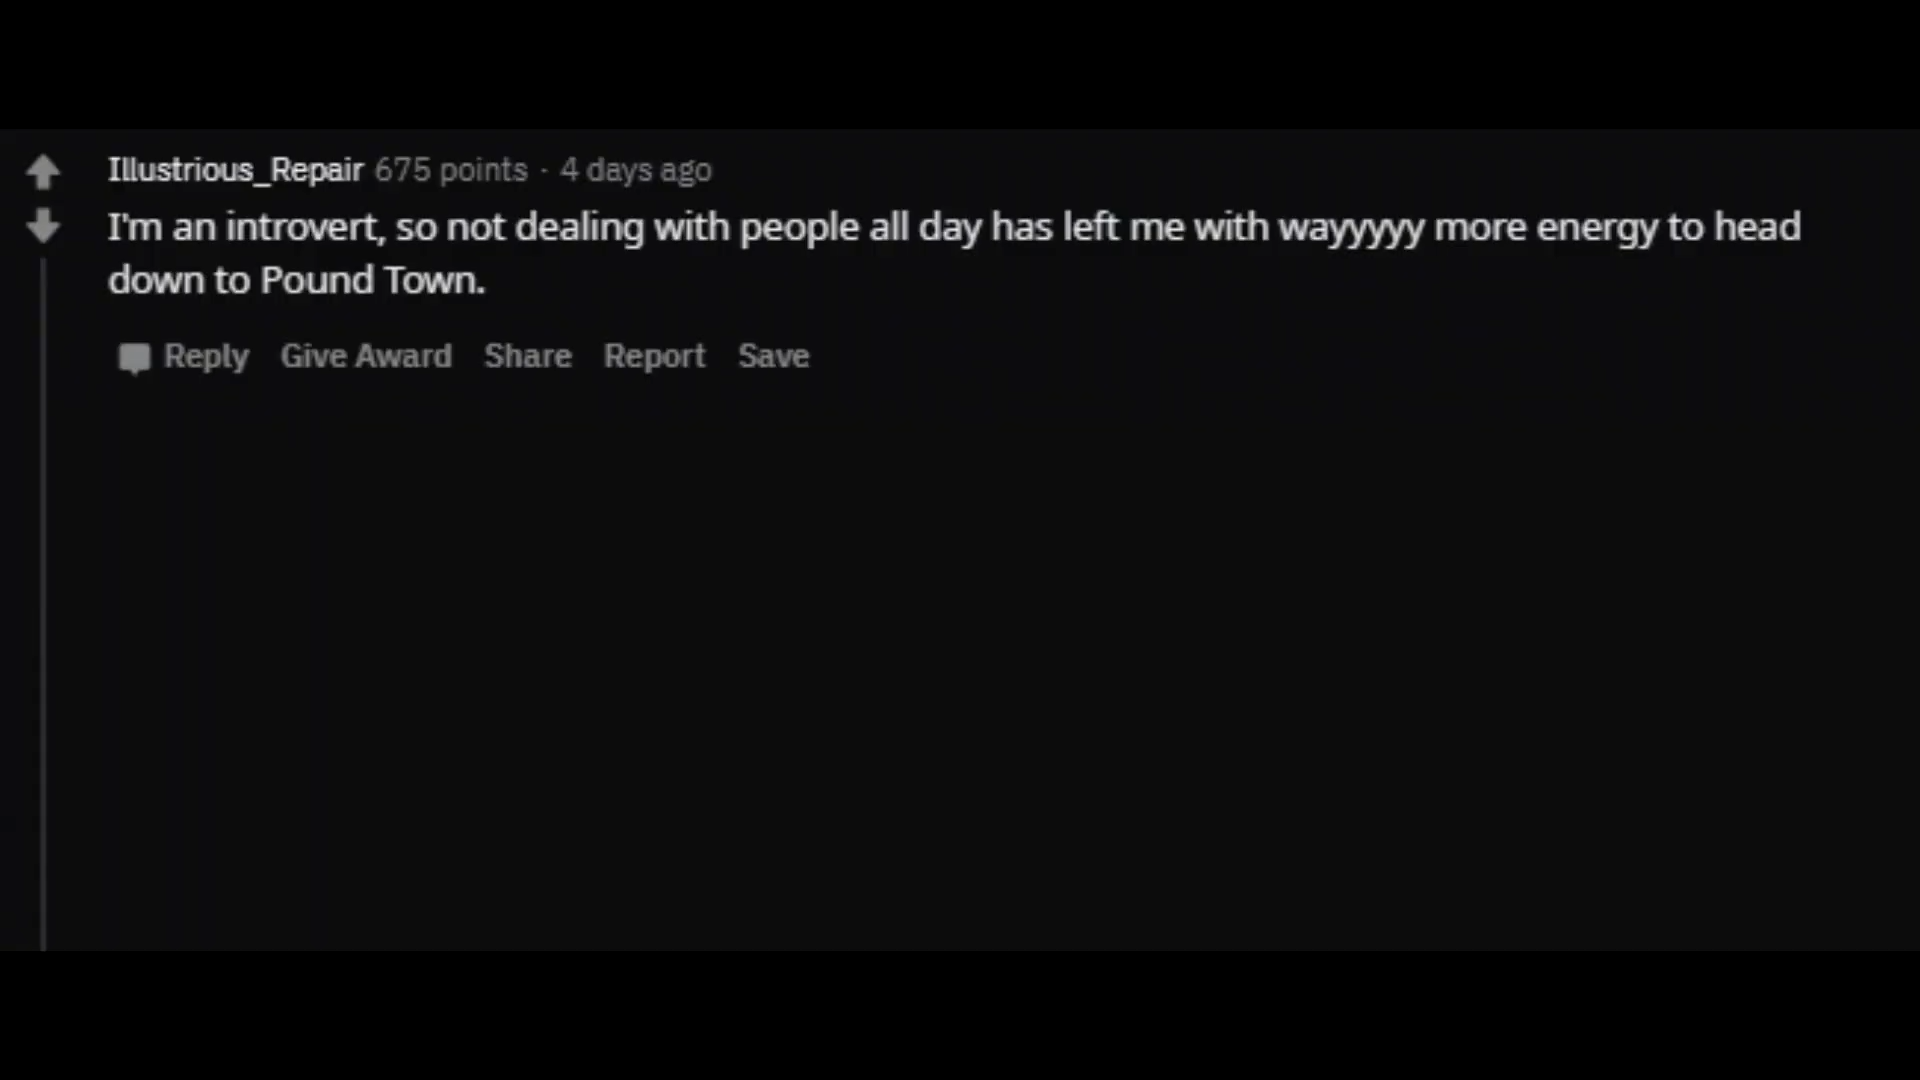 Illustrious_Repair 675 points · 4 days ago
I'm an introvert, so not dealing with people all day has left me with wayyyyy more energy to head
down to Pound Town.
Reply Give Award Share Report Save